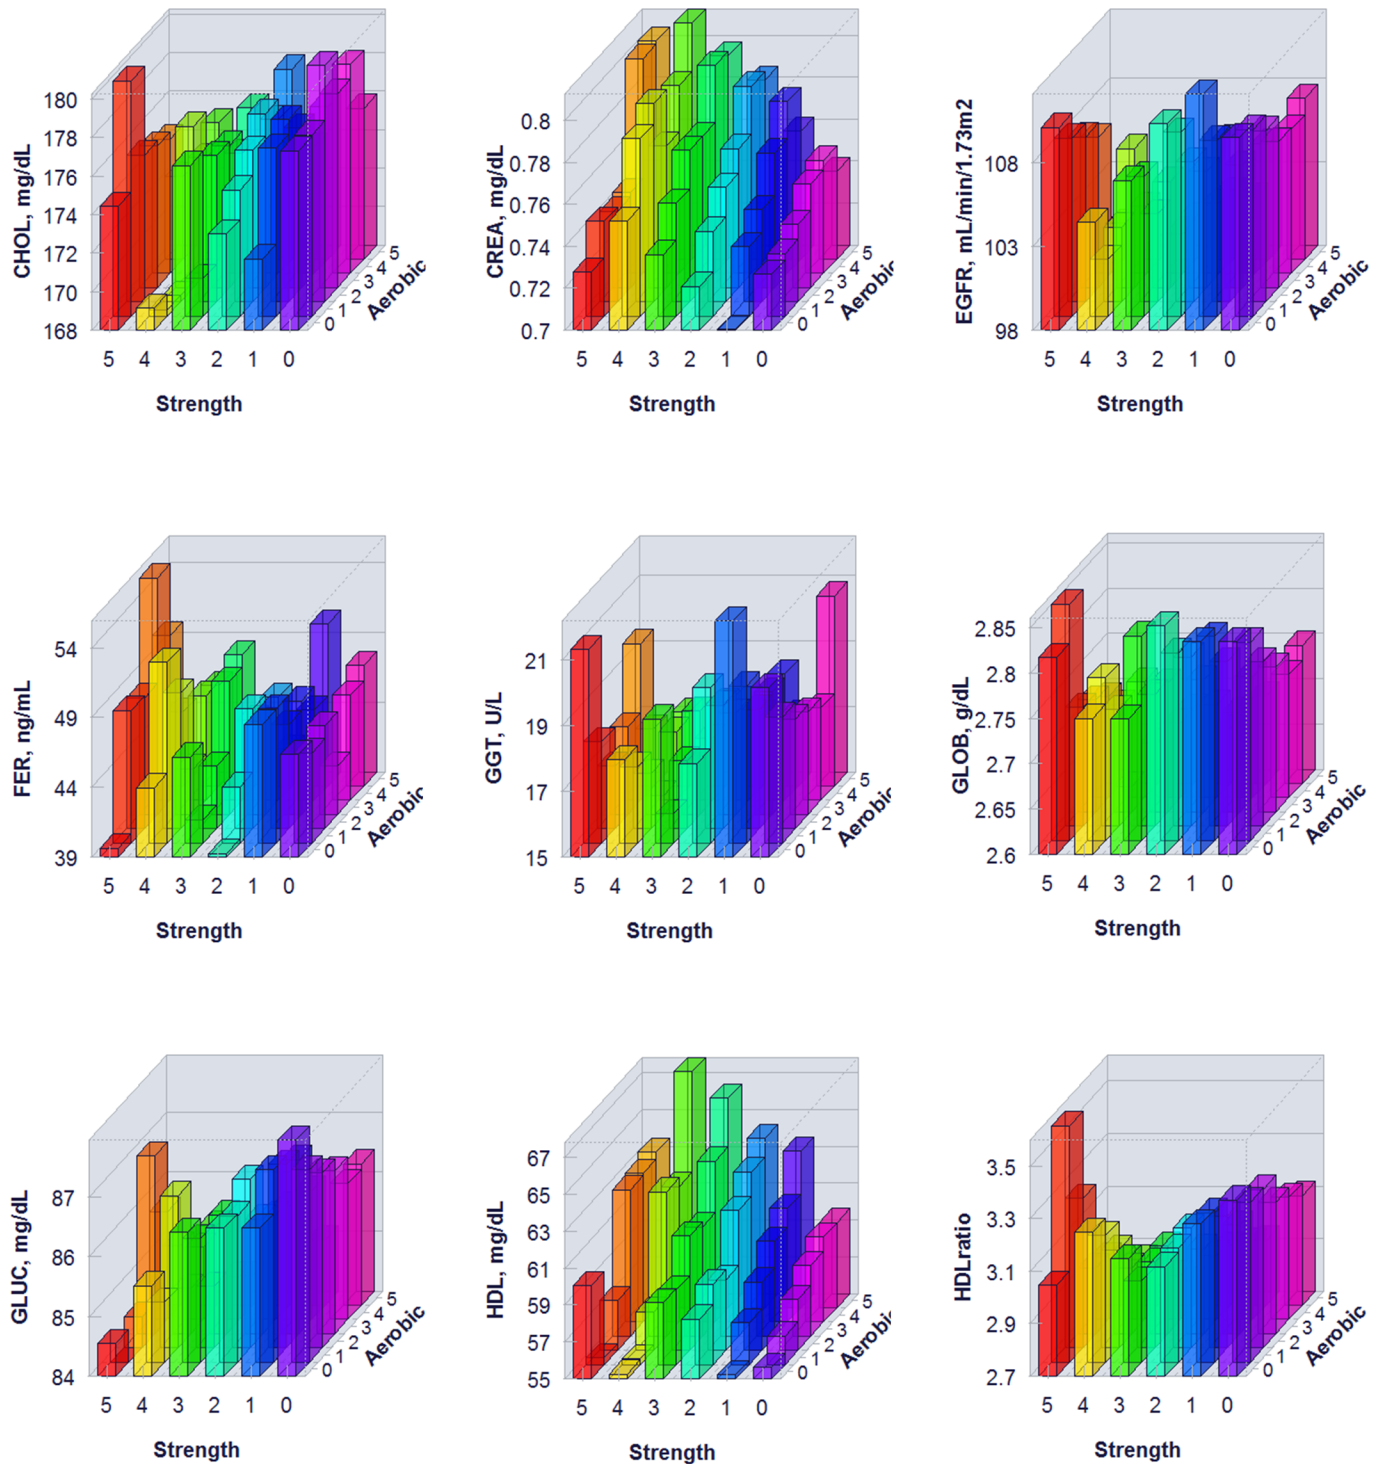 CHOL, mg/dL
180
178
176
174
172
170
168
5 4 3 2 1 0
Strength
0 1 2 3 4 5
Aerobic
CREA, mg/dL
0.8
0.78
0.76
0.74
0.72
0.7
5 4 3 2 1 0
Strength
0 1 2 3 4 5
Aerobic
EGFR, mL/min/1.73m2
108
103
98
5 4 3 2 1 0
Strength
0 1 2 3 4 5
Aerobic
FER, ng/mL
54
49
44
39
5 4 3 2 1 0
Strength
0 1 2 3 4 5
Aerobic
GGT, U/L
21
19
17
15
5 4 3 2 1 0
Strength
0 1 2 3 4 5
Aerobic
GLOB, g/dL
2.85
2.8
2.75
2.7
2.65
2.6
5 4 3 2 1 0
Strength
0 1 2 3 4 5
Aerobic
GLUC, mg/dL
87
86
85
84
5 4 3 2 1 0
Strength
0 1 2 3 4 5
Aerobic
HDL, mg/dL
67
65
63
61
59
57
55
5 4 3 2 1 0
Strength
0 1 2 3 4 5
Aerobic
HDLratio
3.5
3.3
3.1
2.9
2.7
5 4 3 2 1 0
Strength
0 1 2 3 4 5
Aerobic